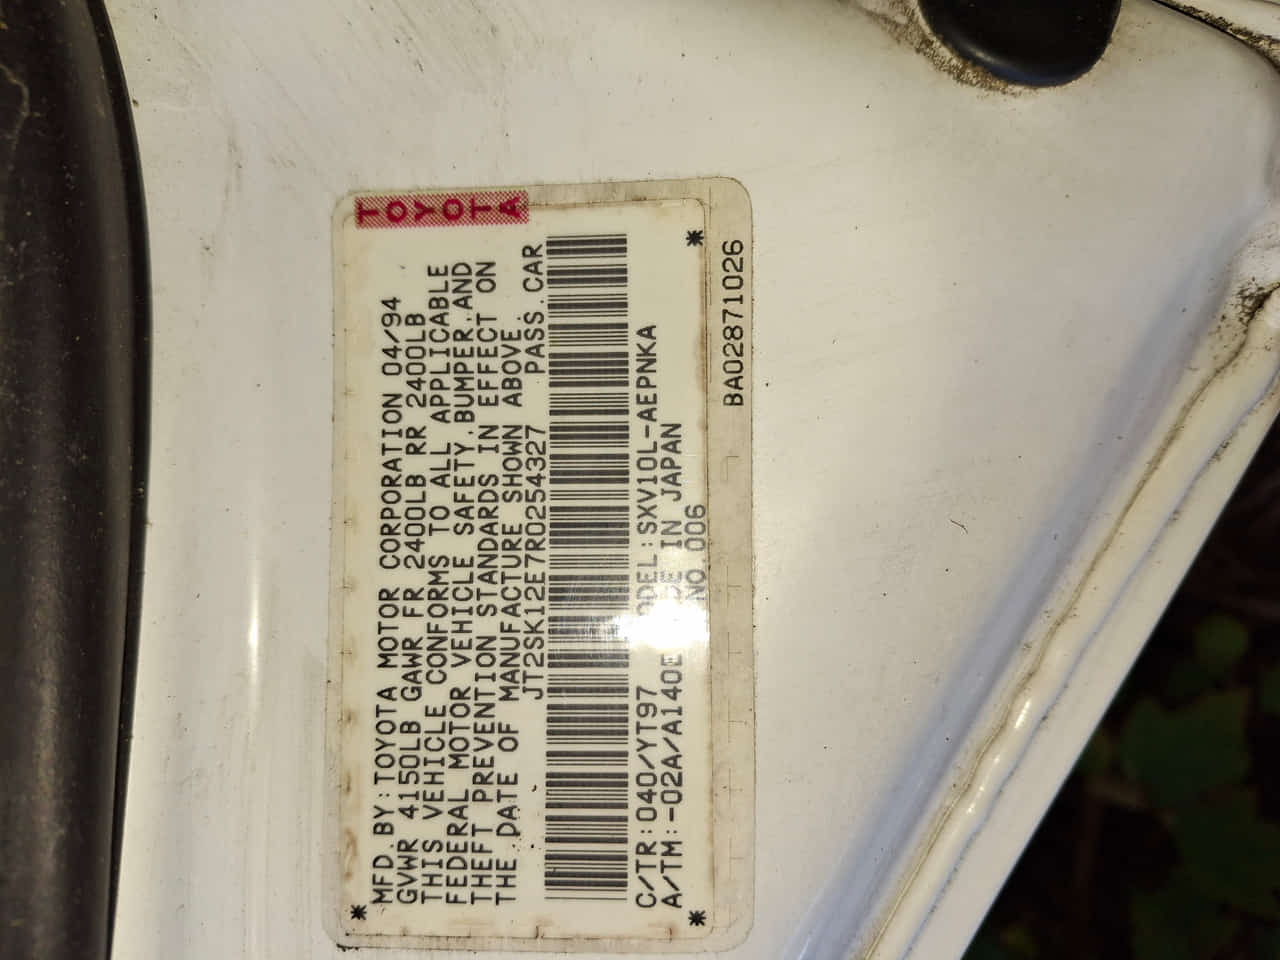 TOYOTA
MFD.BY:TOYOTA MOTOR CORPORATION 04/94
GVWR 4150LB GAWR FR 2400LB RR 2400LB
THIS VEHICLE CONFORMS TO ALL APPLICABLE
FEDERAL MOTOR VEHICLE SAFETY,BUMPER,AND
THEFT PREVENTION STANDARDS IN EFFECT ON
THE DATE OF MANUFACTURE SHOWN ABOVE.
JT2SK12E7R0254327 PASS.CAR
C/TR:040/YT97 MODEL:SXV10L-AEPNKA
A/TM:-02A/A140E MADE IN JAPAN
NO.006
BA02871026